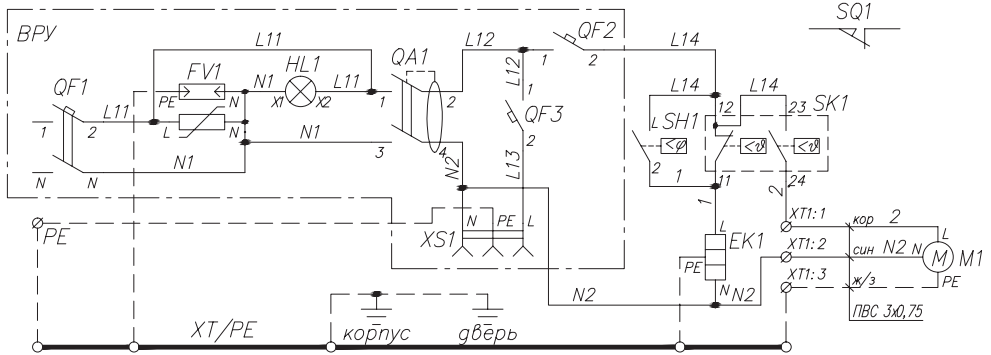 ВРУ
QF1
1
2
L11
N
N
N1
L11
FV1
PE
N
L
N
N1
HL1
X1
X2
L11
N1
QA1
1
2
3
4
L12
N2
L12
1
2
QF2
L14
1
QF3
2
L13
XS1
N
PE
L
PE
XT/PE
корпус
дверь
N2
SQ1
L14
L
SH1
<φ
2
1
L14
12
23
SK1
<ϑ
<ϑ
11
24
1
2
L
EK1
PE
N
N2
XT1:1
XT1:2
XT1:3
кор
2
син
N2
N
ж/з
L
M
M1
PE
ПВС 3x0,75